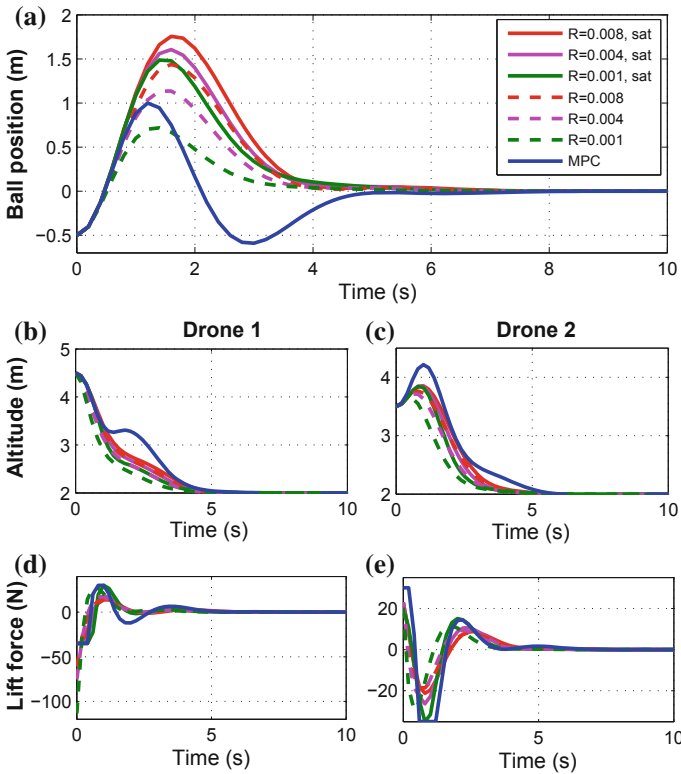 (a)
Ball position (m)
2
1.5
1
0.5
0
−0.5
0 2 4 6 8 10
Time (s)
R=0.008, sat
R=0.004, sat
R=0.001, sat
R=0.008
R=0.004
R=0.001
MPC
(b) Drone 1
Altitude (m)
5
4
3
2
0 5 10
Time (s)
(c) Drone 2
4
3
2
0 5 10
Time (s)
(d)
Lift force (N)
0
−50
−100
0 5 10
Time (s)
(e)
20
0
−20
0 5 10
Time (s)